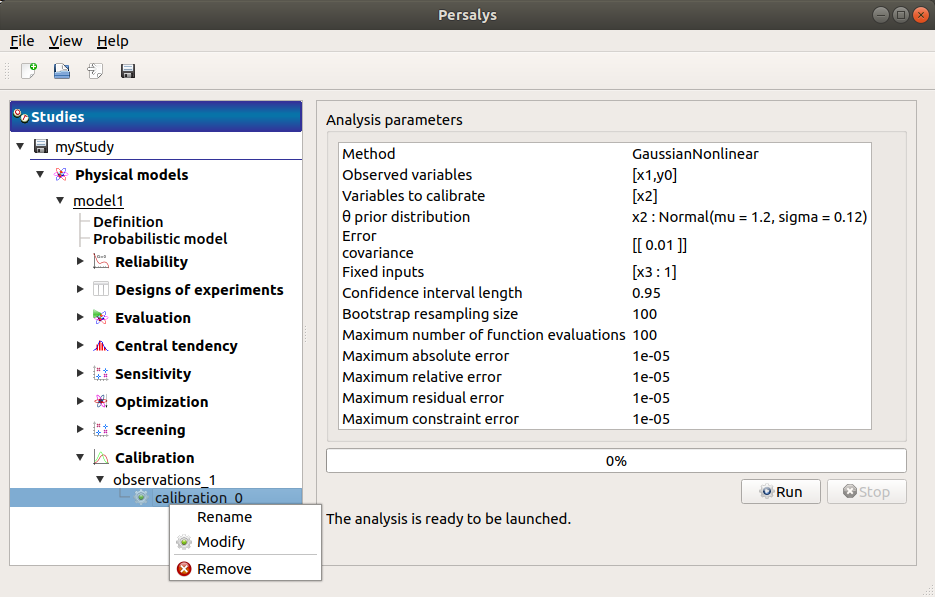 Persalys
File View Help
Studies
myStudy
Physical models
model1
Definition
Probabilistic model
Reliability
Designs of experiments
Evaluation
Central tendency
Sensitivity
Optimization
Screening
Calibration
observations_1
calibration_0
Rename
Modify
Remove
Analysis parameters
Method GaussianNonlinear
Observed variables [x1,y0]
Variables to calibrate [x2]
θ prior distribution x2 : Normal(mu = 1.2, sigma = 0.12)
Error
covariance [[ 0.01 ]]
Fixed inputs [x3 : 1]
Confidence interval length 0.95
Bootstrap resampling size 100
Maximum number of function evaluations 100
Maximum absolute error 1e-05
Maximum relative error 1e-05
Maximum residual error 1e-05
Maximum constraint error 1e-05
0%
Run Stop
The analysis is ready to be launched.